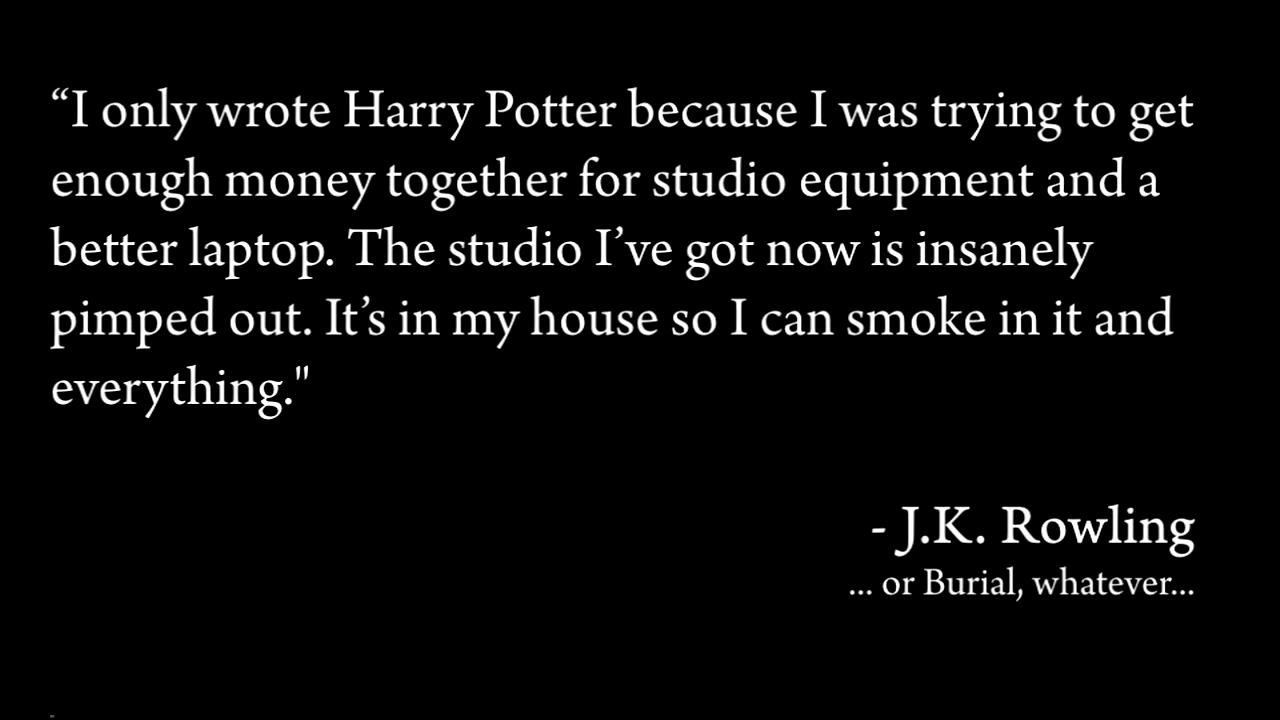 “I only wrote Harry Potter because I was trying to get
enough money together for studio equipment and a
better laptop. The studio I’ve got now is insanely
pimped out. It’s in my house so I can smoke in it and
everything."
- J.K. Rowling
... or Burial, whatever...